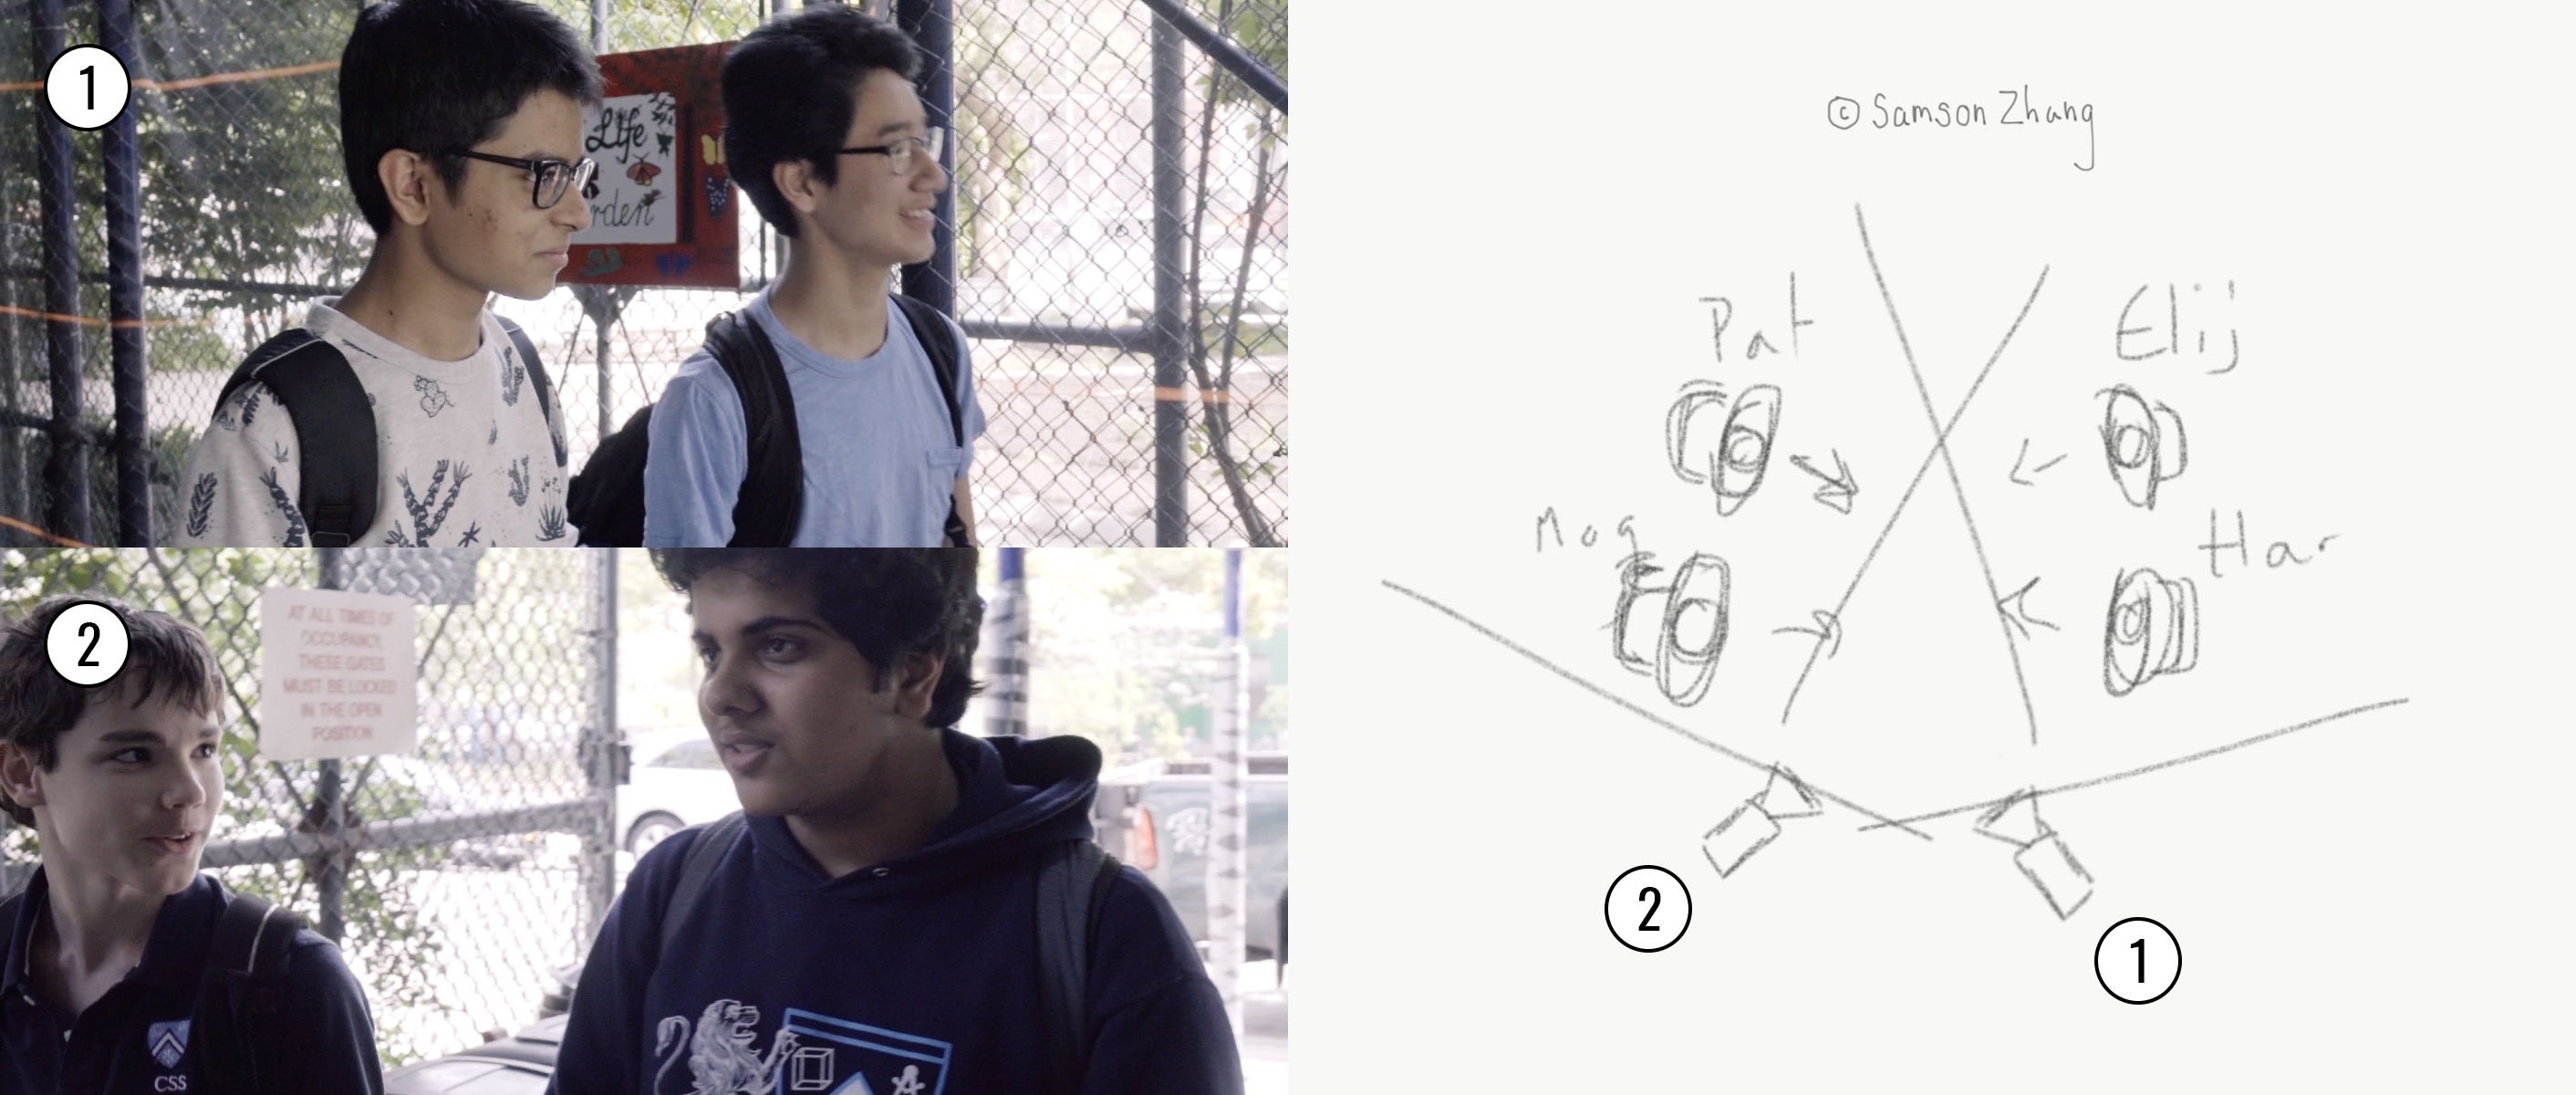 1
Life
rden
2
AT ALL TIMES OF
OCCUPANCY,
THESE GATES
MUST BE LOCKED
IN THE OPEN
POSITION
CSS
© Samson Zhang
Pat
Elij
Mog
Har
2
1